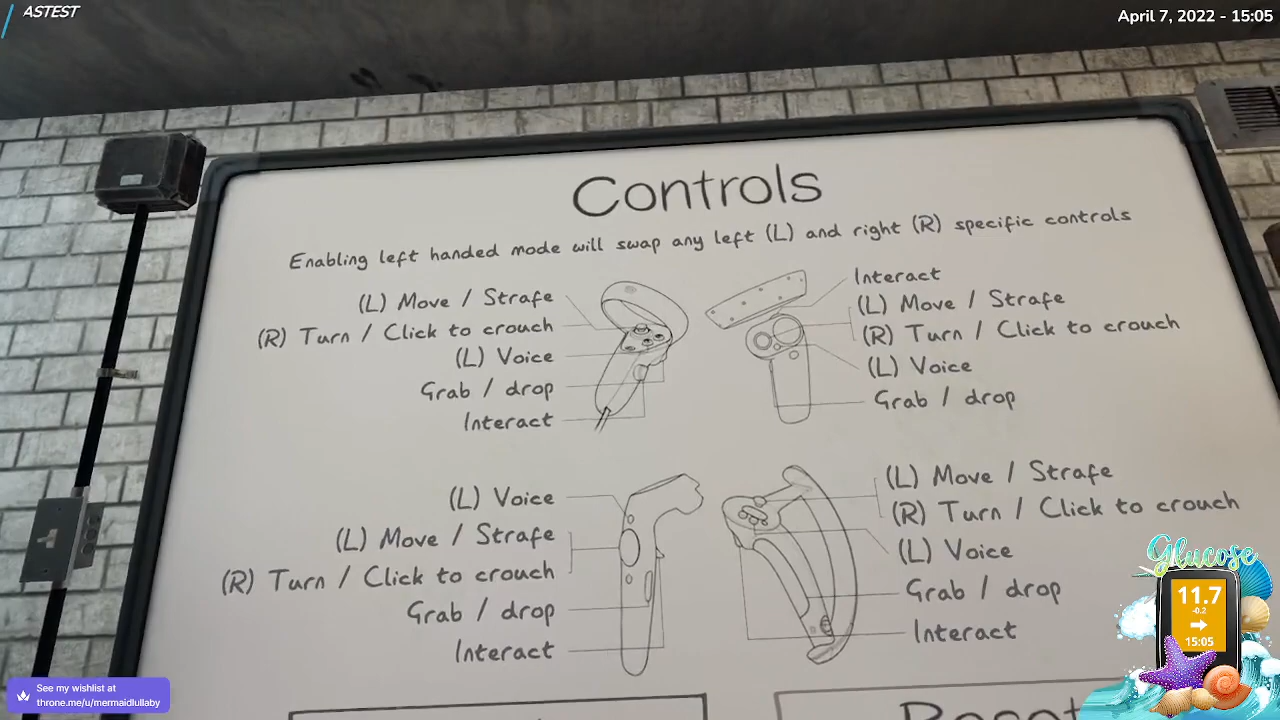 ASTEST
April 7, 2022 - 15:05
Controls
Enabling left handed mode will swap any left (L) and right (R) specific controls
(L) Move / Strafe
(R) Turn / Click to crouch
(L) Voice
Grab / drop
Interact
Interact
(L) Move / Strafe
(R) Turn / Click to crouch
(L) Voice
Grab / drop
(L) Voice
(L) Move / Strafe
(R) Turn / Click to crouch
Grab / drop
Interact
(L) Move / Strafe
(R) Turn / Click to crouch
(L) Voice
Grab / drop
Interact
Glucose
11.7
-0.2
15:05
See my wishlist at
throne.me/u/mermaidlullaby